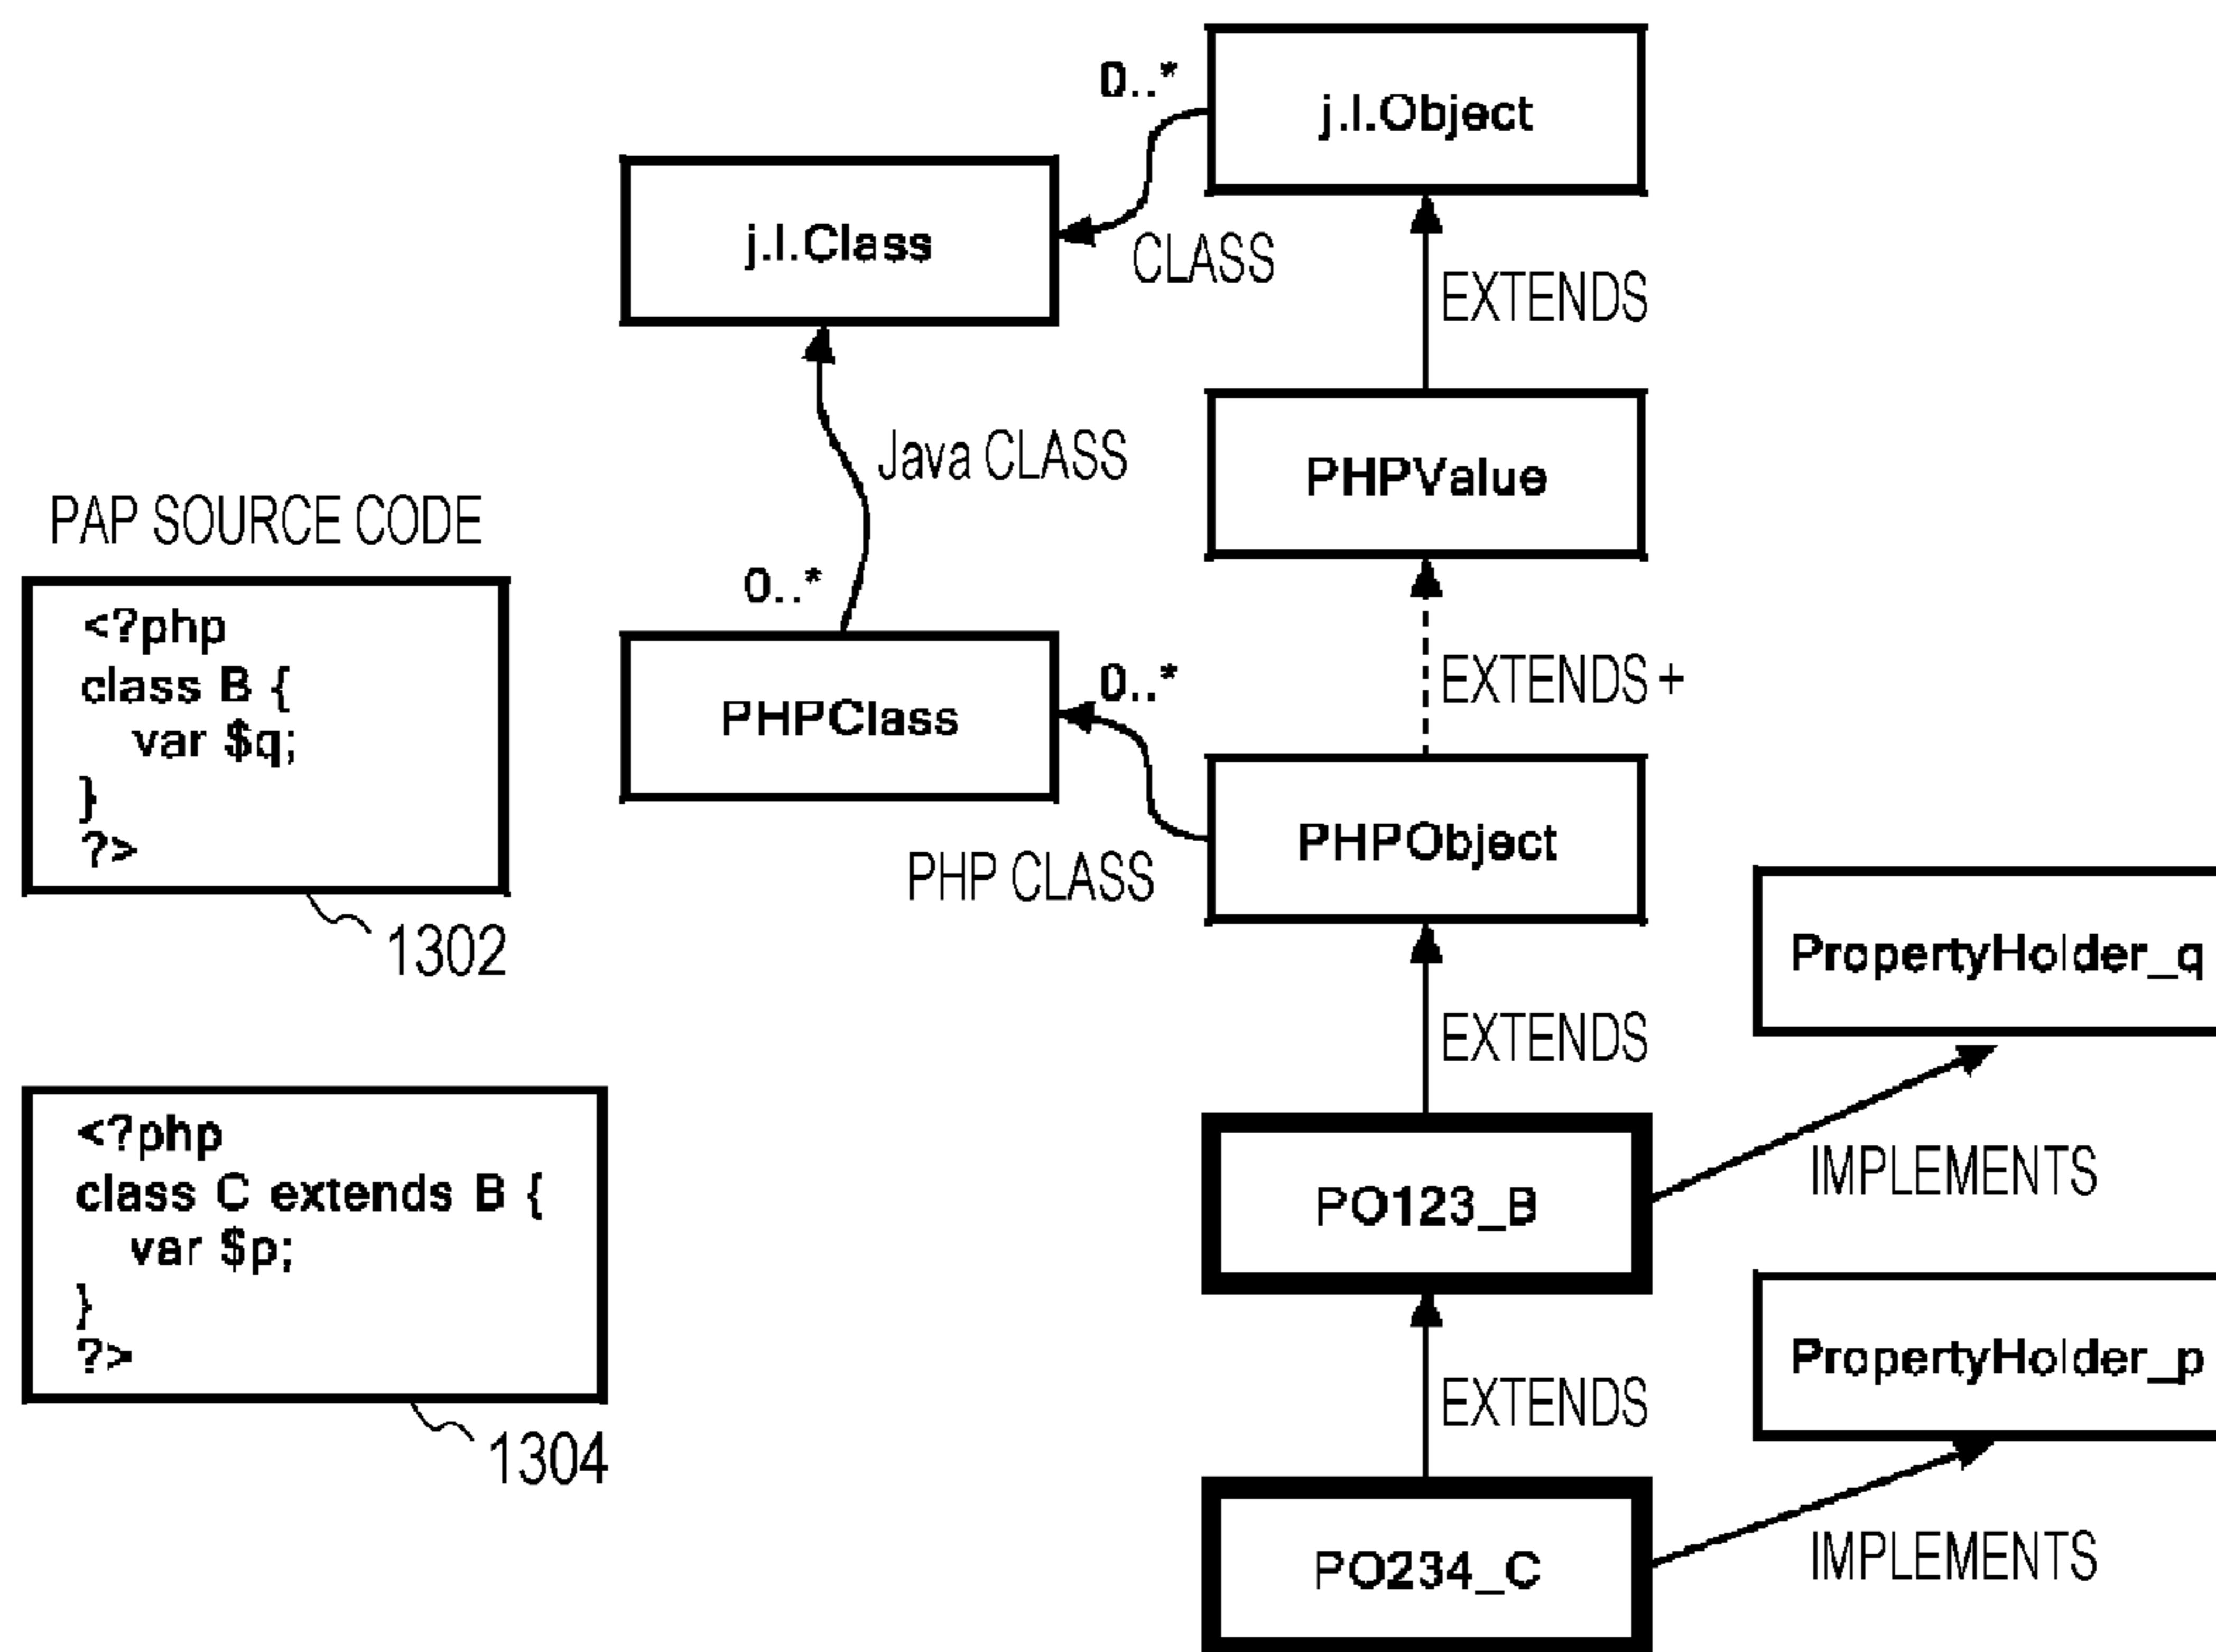 0..*
j.l.Object
j.l.Class
CLASS
EXTENDS
Java CLASS
PHPValue
PAP SOURCE CODE
0..*
<?php
class B {
var $q;
}
?>
1302
PHPClass
0..*
EXTENDS +
PHP CLASS
PHPObject
PropertyHolder_q
EXTENDS
IMPLEMENTS
<?php
class C extends B {
var $p;
}
?>
1304
PO123_B
PropertyHolder_p
EXTENDS
IMPLEMENTS
PO234_C